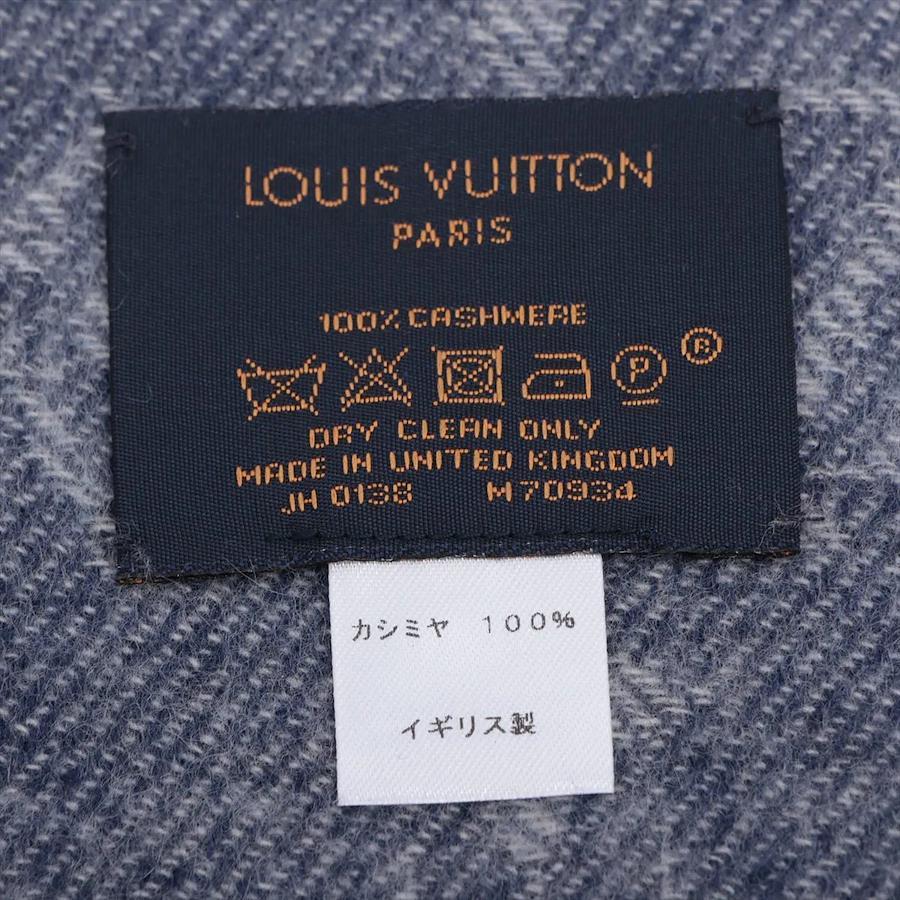 LOUIS VUITTON
PARIS
100% CASHMERE
P ®
DRY CLEAN ONLY
MADE IN UNITED KINGDOM
JH 0138 M 70934
カシミヤ 100%
イギリス製